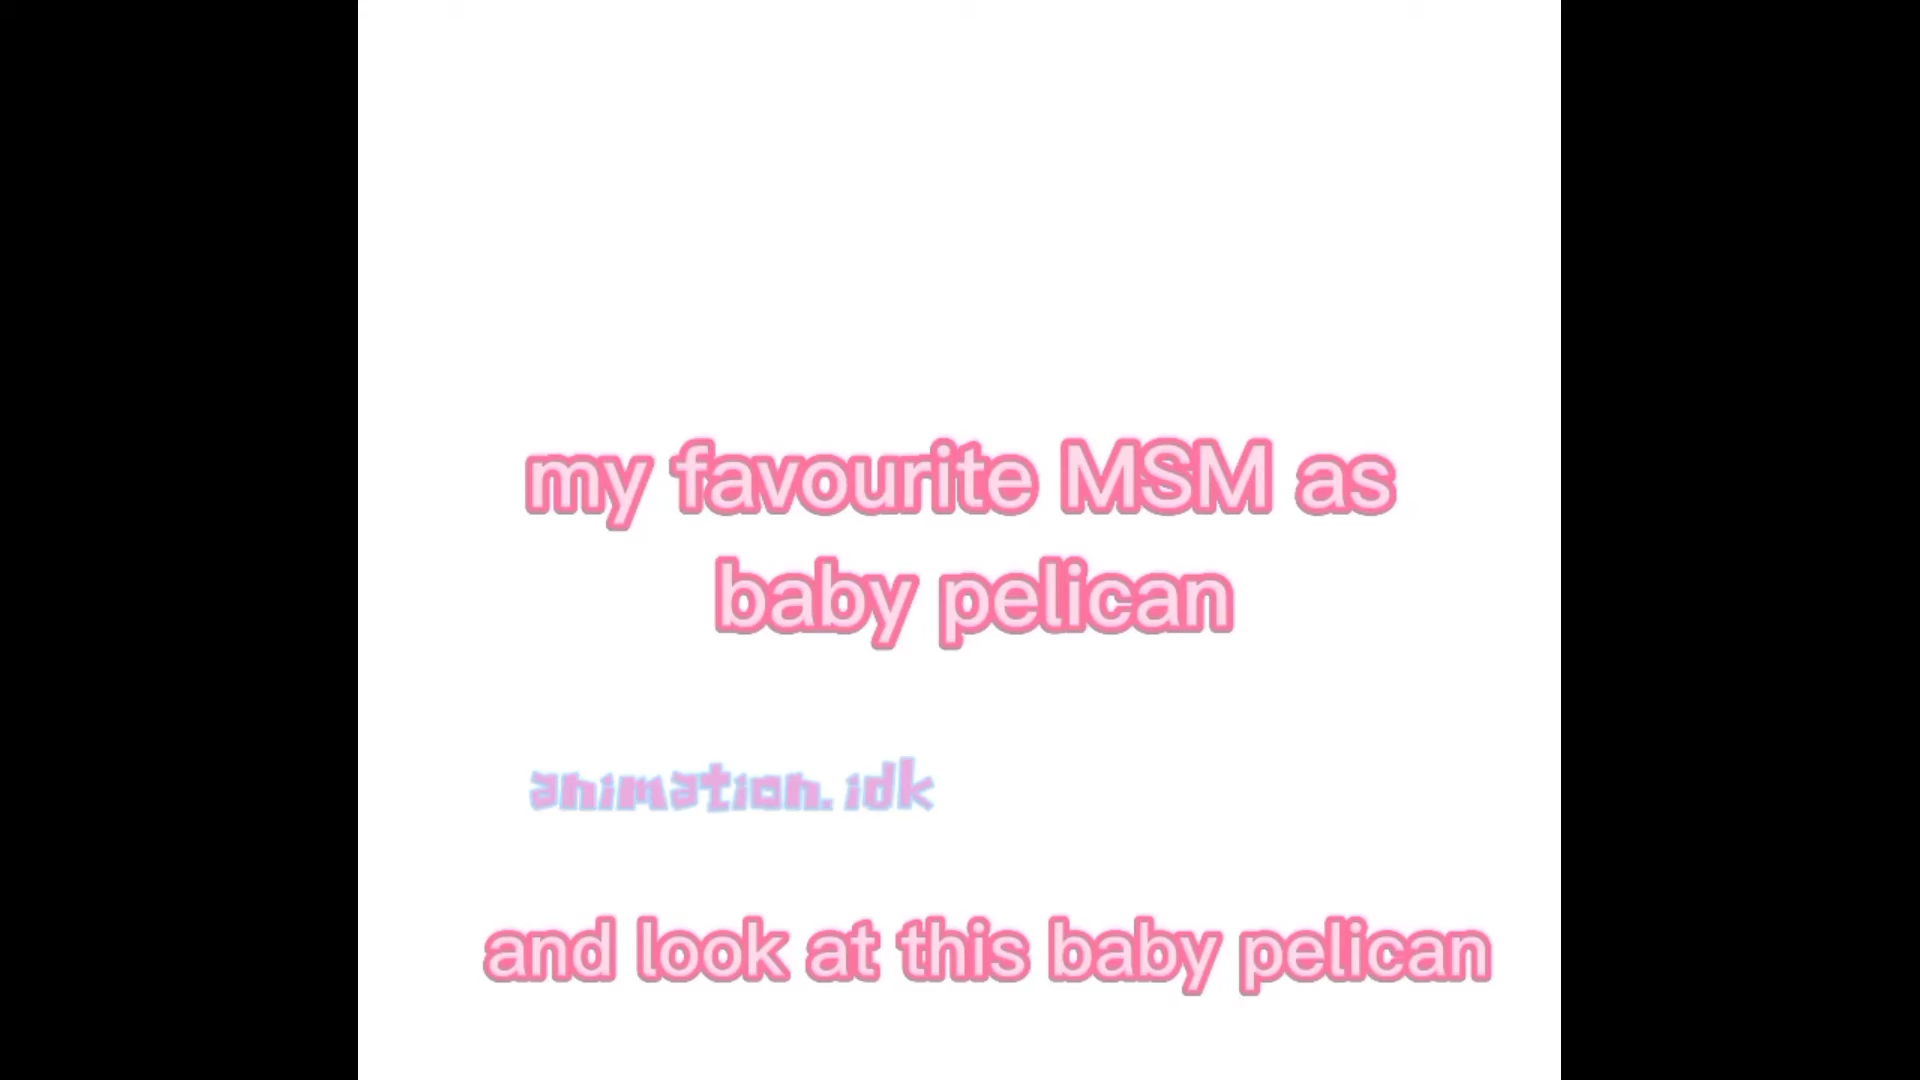 my favourite MSM as
baby pelican
animation.idk
and look at this baby pelican